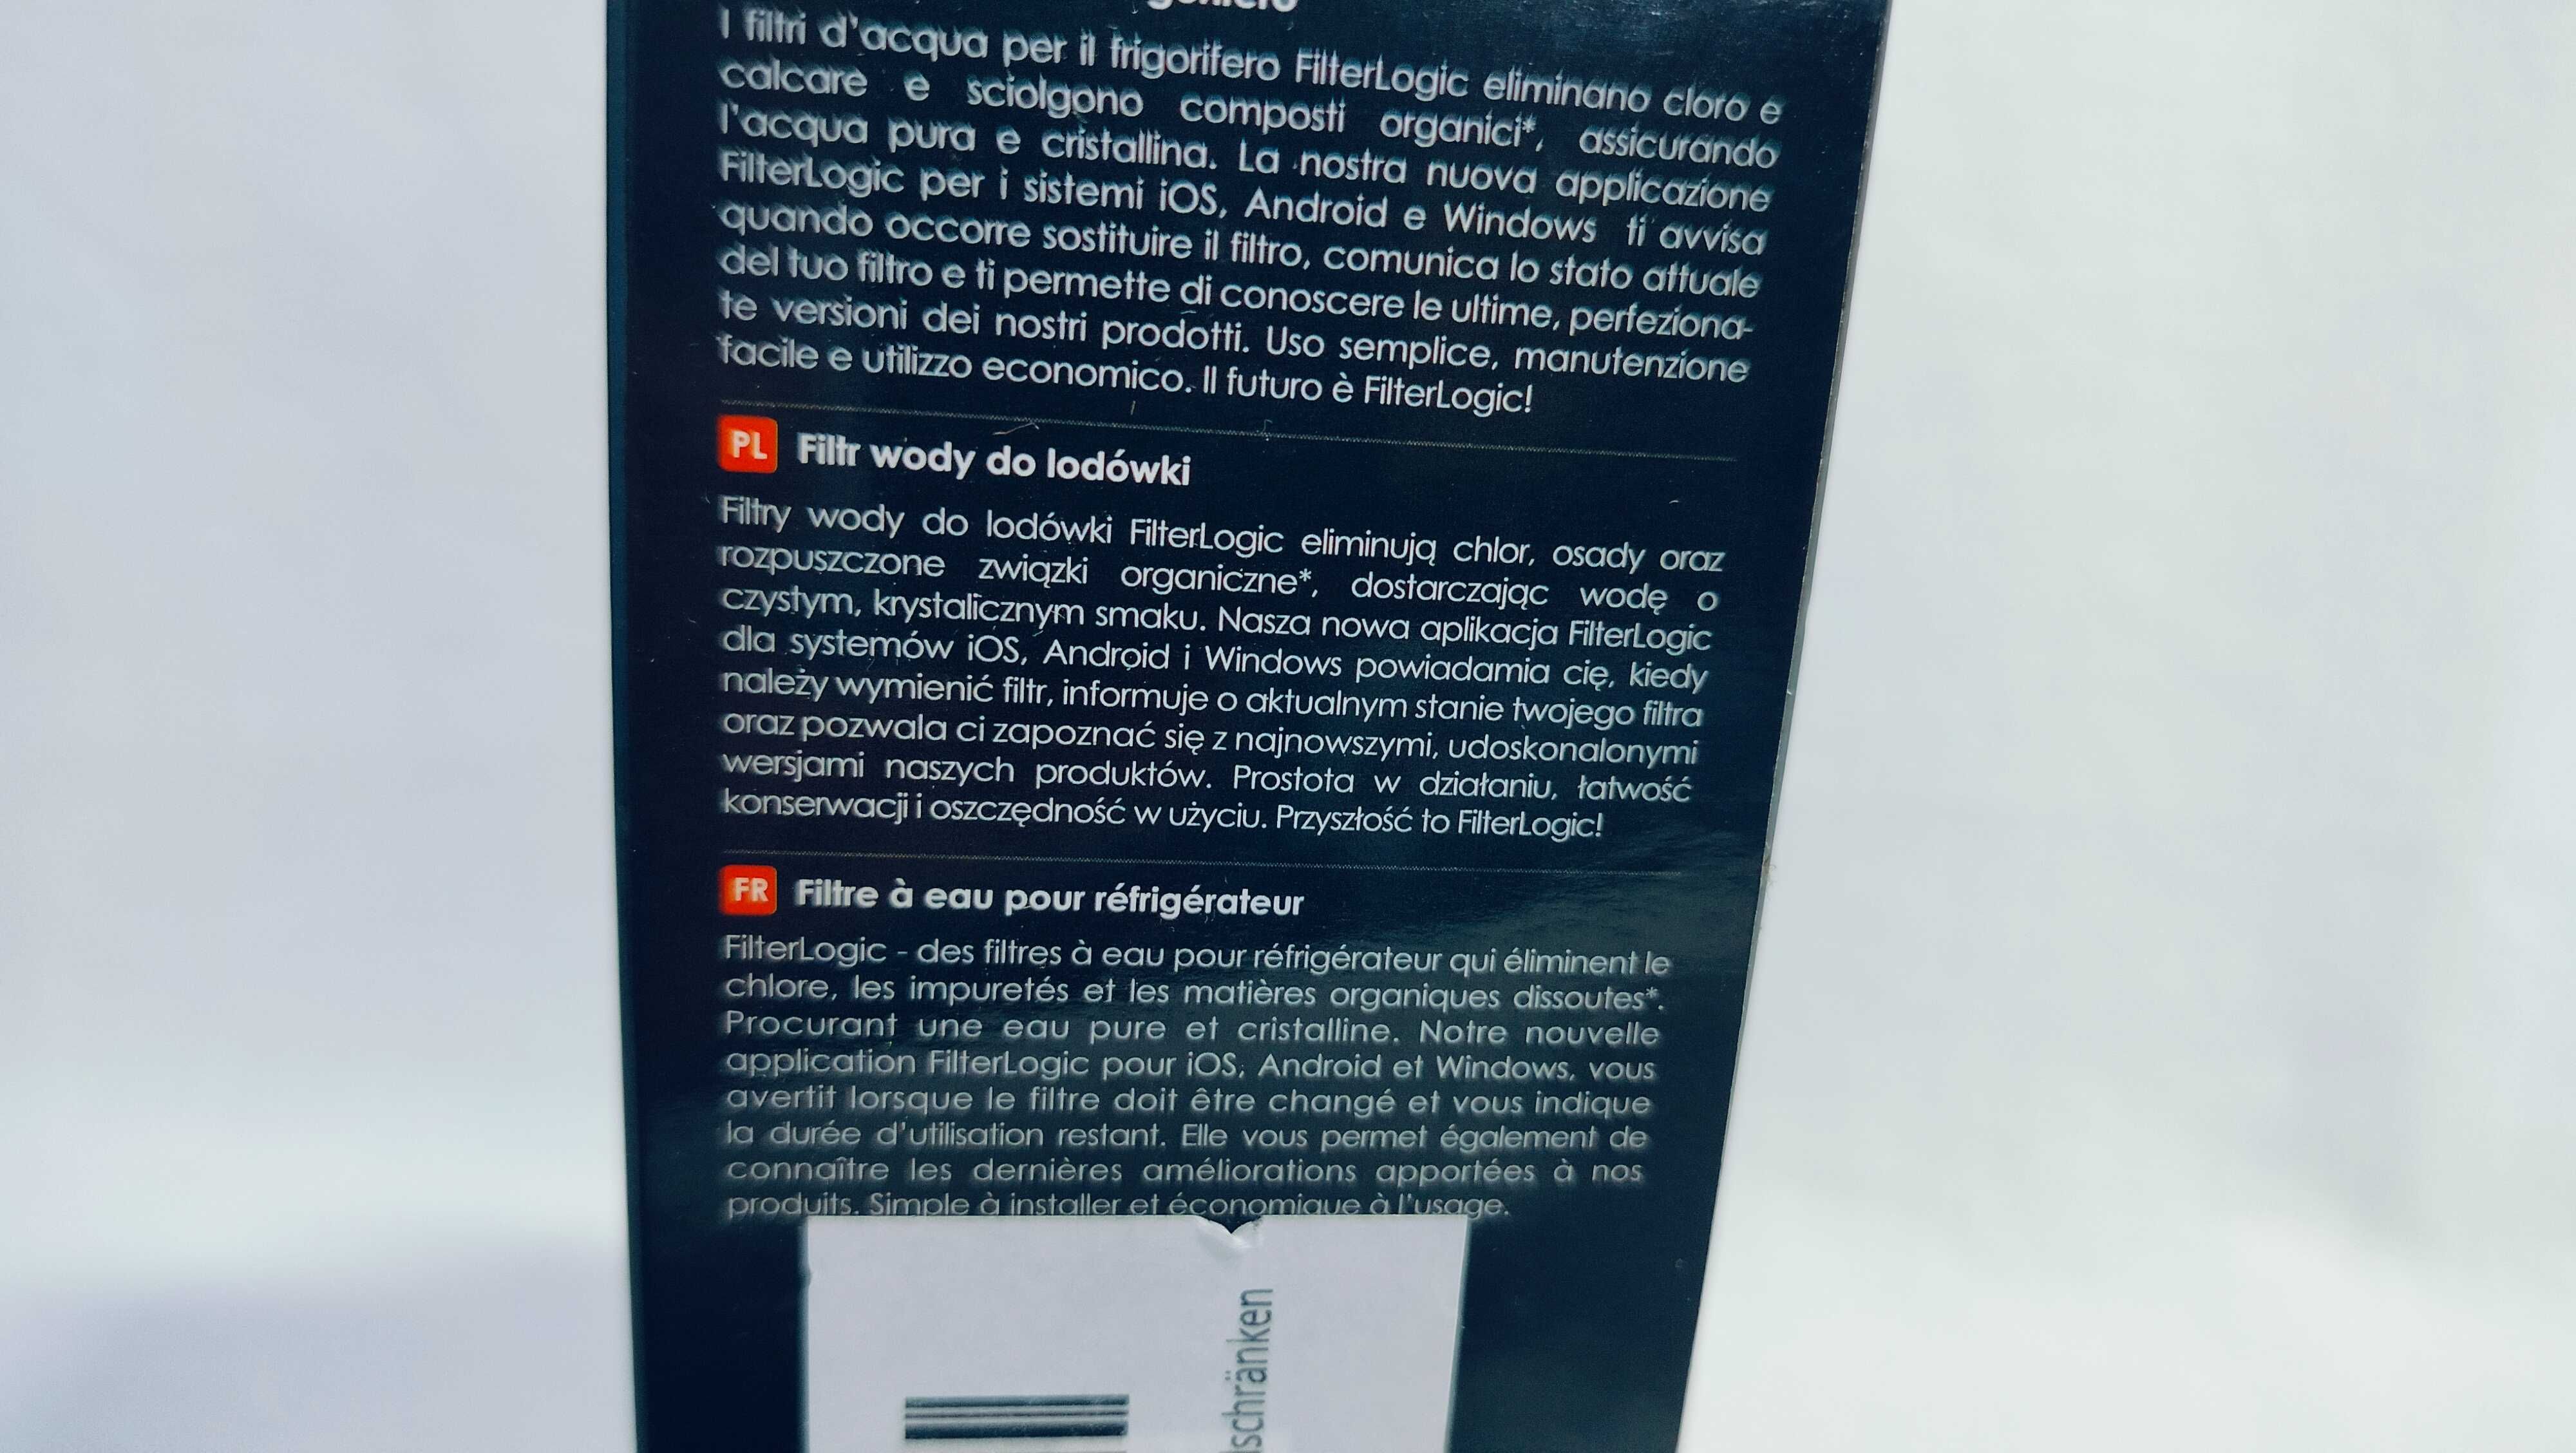 I filtri d'acqua per il frigorifero FilterLogic eliminano cloro e
calcare e sciolgono composti organici*, assicurando
l'acqua pura e cristallina. La nostra nuova applicazione
FilterLogic per i sistemi iOS, Android e Windows ti avvisa
quando occorre sostituire il filtro, comunica lo stato attuale
del tuo filtro e ti permette di conoscere le ultime, perfeziona-
te versioni dei nostri prodotti. Uso semplice, manutenzione
facile e utilizzo economico. Il futuro è FilterLogic!
PL Filtr wody do lodówki
Filtry wody do lodówki FilterLogic eliminują chlor, osady oraz
rozpuszczone związki organiczne*, dostarczając wodę o
czystym, krystalicznym smaku. Nasza nowa aplikacja FilterLogic
dla systemów iOS, Android i Windows powiadamia cię, kiedy
należy wymienić filtr, informuje o aktualnym stanie twojego filtra
oraz pozwala ci zapoznać się z najnowszymi, udoskonalonymi
wersjami naszych produktów. Prostota w działaniu, łatwość
konserwacji i oszczędność w użyciu. Przyszłość to FilterLogic!
FR Filtre à eau pour réfrigérateur
FilterLogic - des filtres à eau pour réfrigérateur qui éliminent le
chlore, les impuretés et les matières organiques dissoutes*.
Procurant une eau pure et cristalline. Notre nouvelle
application FilterLogic pour iOS, Android et Windows, vous
avertit lorsque le filtre doit être changé et vous indique
la durée d'utilisation restant. Elle vous permet également de
connaître les dernières améliorations apportées à nos
produits. Simple à installer et économique à l'usage.